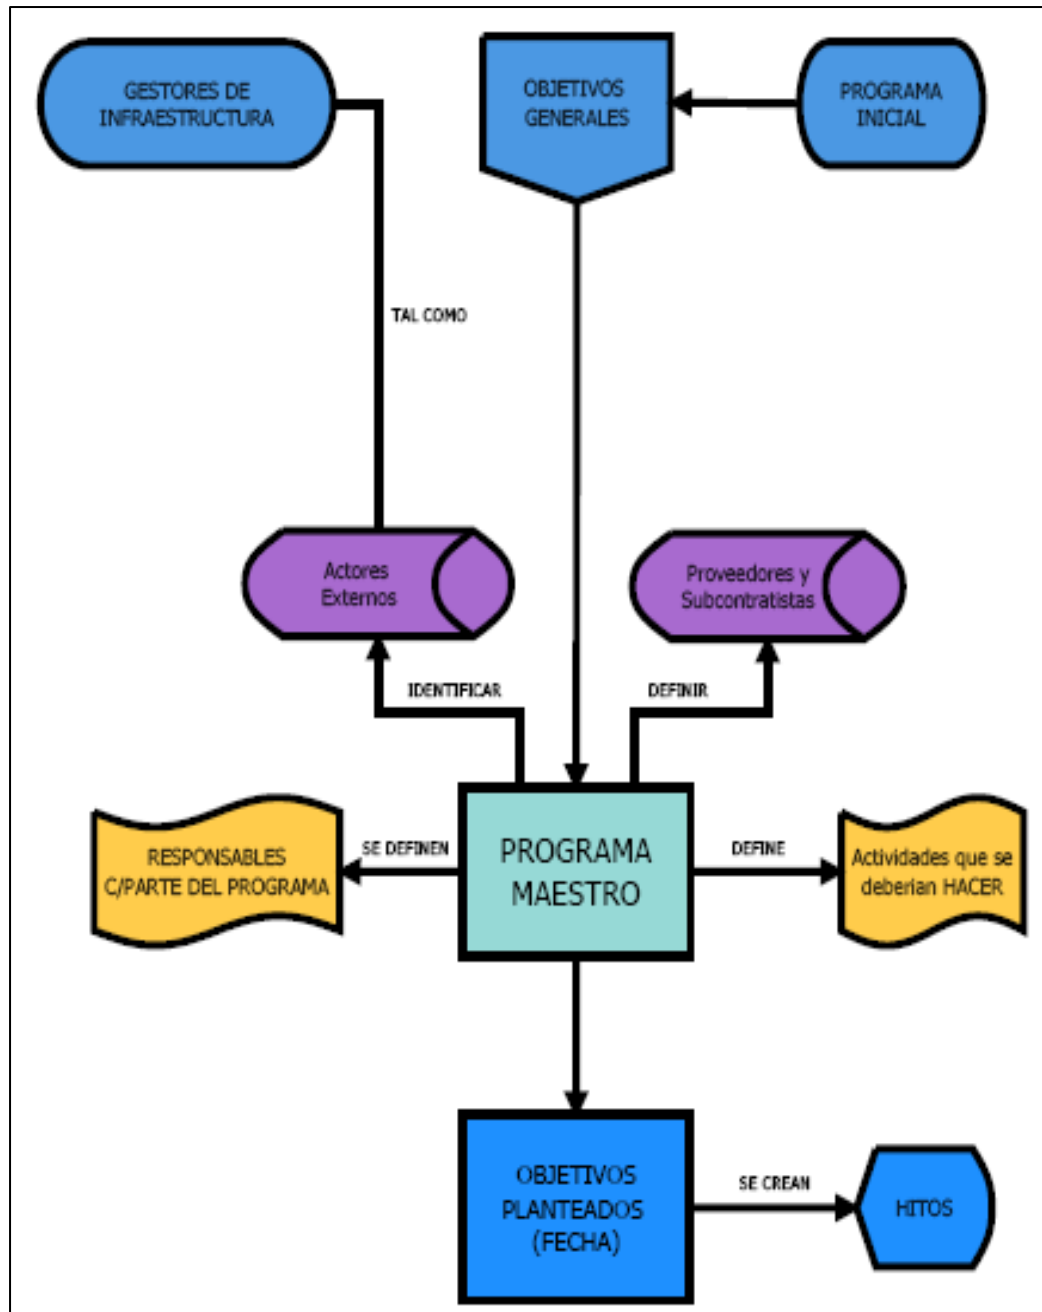 GESTORES DE
INFRAESTRUCTURA
OBJETIVOS
GENERALES
PROGRAMA
INICIAL
TAL COMO
Actores
Externos
Proveedores y
Subcontratistas
IDENTIFICAR
DEFINIR
RESPONSABLES
C/PARTE DEL PROGRAMA
SE DEFINEN
PROGRAMA
MAESTRO
DEFINE
Actividades que se
deberian HACER
OBJETIVOS
PLANTEADOS
(FECHA)
SE CREAN
HITOS